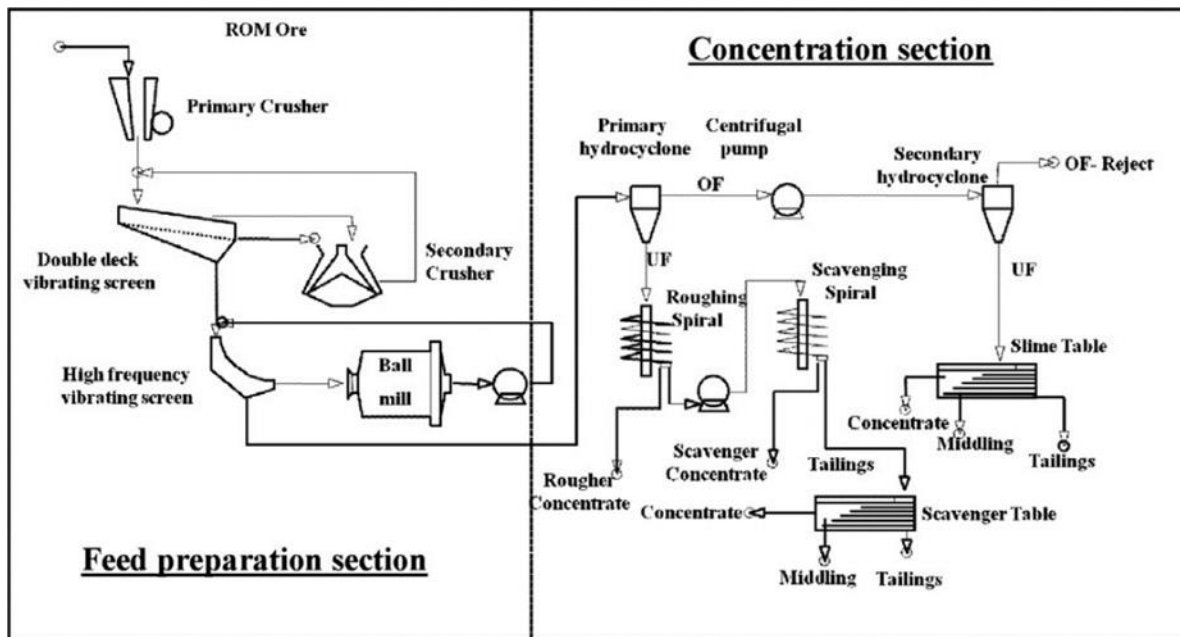 ROM Ore
Primary Crusher
Double deck
vibrating screen
Secondary
Crusher
High frequency
vibrating screen
Ball
mill
Feed preparation section
Concentration section
Primary
hydrocyclone
Centrifugal
pump
OF
Secondary
hydrocyclone
OF- Reject
UF
UF
Roughing
Spiral
Scavenging
Spiral
Slime Table
Concentrate
Middling
Tailings
Rougher
Concentrate
Scavenger
Concentrate
Tailings
Concentrate
Scavenger Table
Middling
Tailings